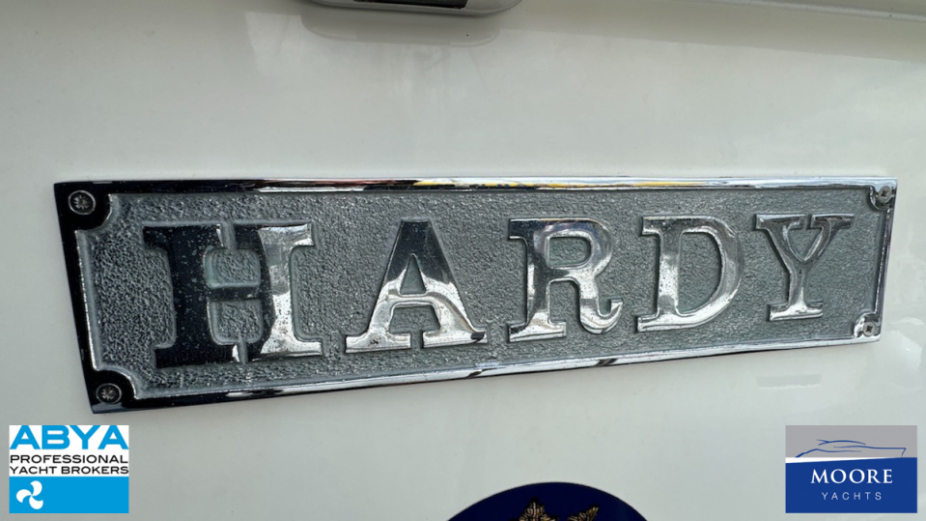 HARDY
ABYA
PROFESSIONAL
YACHT BROKERS
MOORE
YACHTS